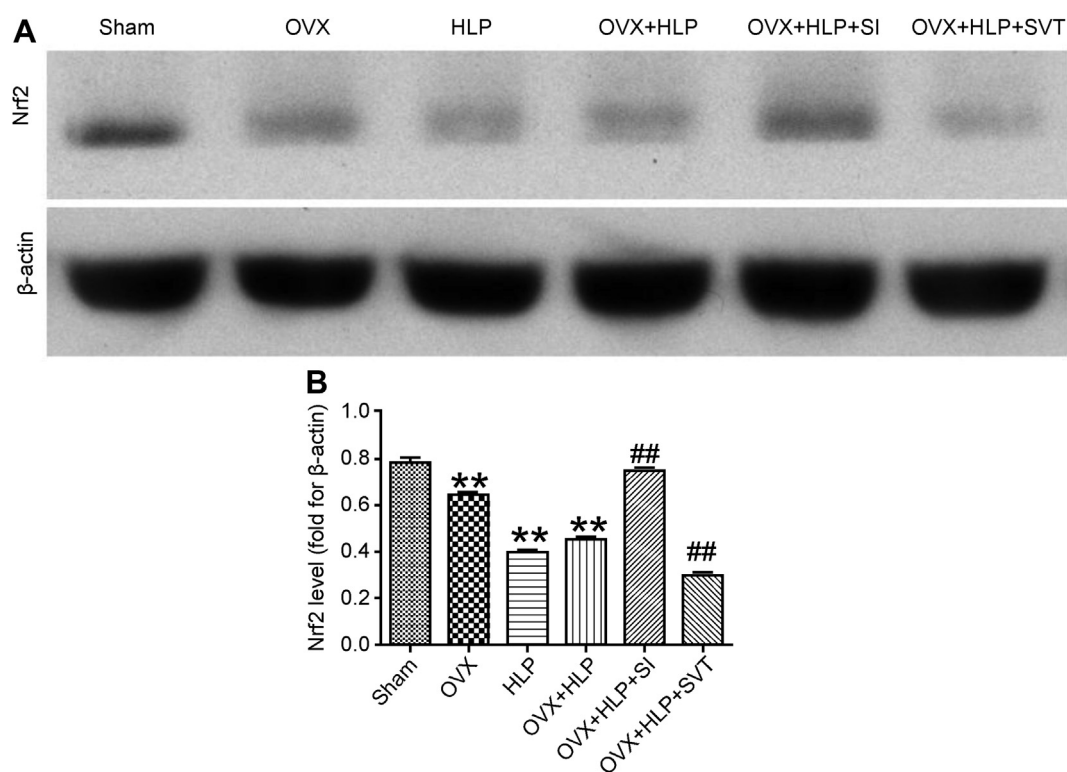 A
Sham OVX HLP OVX+HLP OVX+HLP+SI OVX+HLP+SVT
Nrf2
β-actin
B
Nrf2 level (fold for β-actin)
1.0
0.8
0.6
0.4
0.2
0.0
**
**
**
##
##
Sham
OVX
HLP
OVX+HLP
OVX+HLP+SI
OVX+HLP+SVT